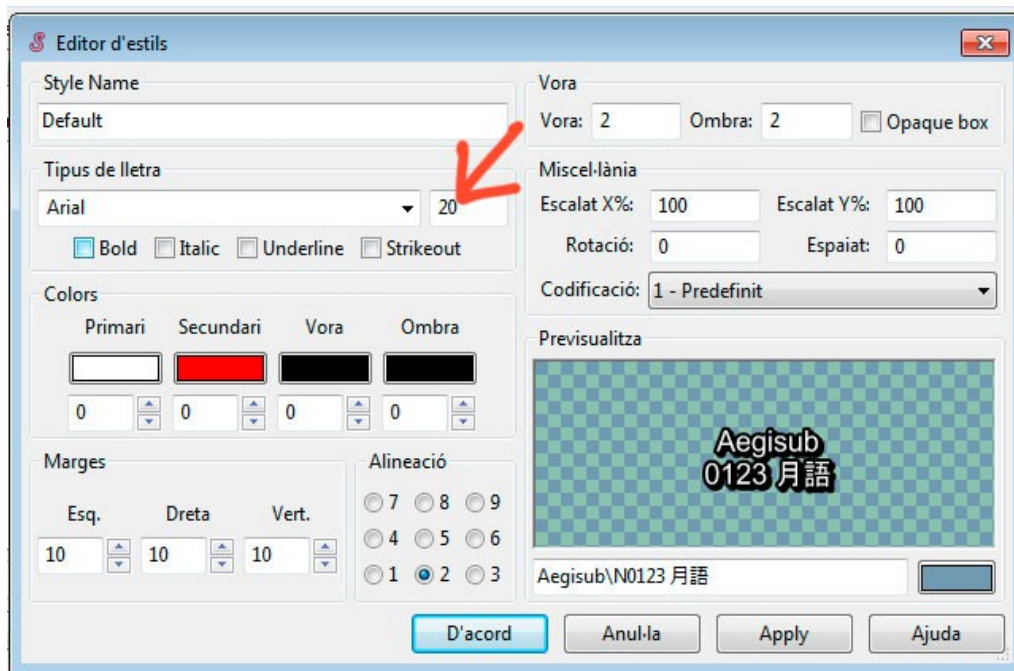 Editor d'estils
Style Name
Default
Tipus de lletra
Arial 20
Bold Italic Underline Strikeout
Colors
Primari Secundari Vora Ombra
0 0 0 0
Marges
Esq. Dreta Vert.
10 10 10
Alineació
7 8 9
4 5 6
1 2 3
Vora
Vora: 2 Ombra: 2 Opaque box
Miscel·lània
Escalat X%: 100 Escalat Y%: 100
Rotació: 0 Espaiat: 0
Codificació: 1 - Predefinit
Previsualitza
Aegisub
0123 月語
Aegisub\N0123 月語
D'acord Anul·la Apply Ajuda